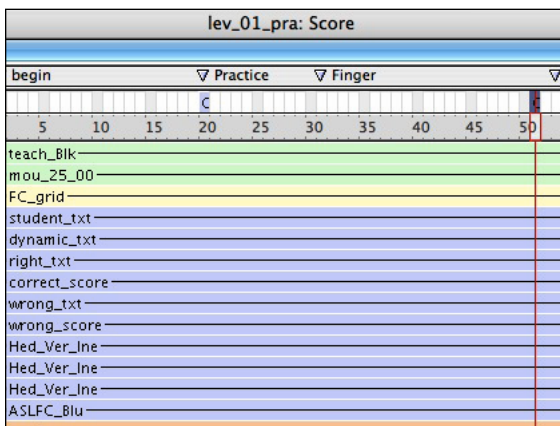 lev_01_pra: Score
begin Practice Finger
C C
5 10 15 20 25 30 35 40 45 50
teach_Blk
mou_25_00
FC_grid
student_txt
dynamic_txt
right_txt
correct_score
wrong_txt
wrong_score
Hed_Ver_lne
Hed_Ver_lne
Hed_Ver_lne
ASLFC_Blu